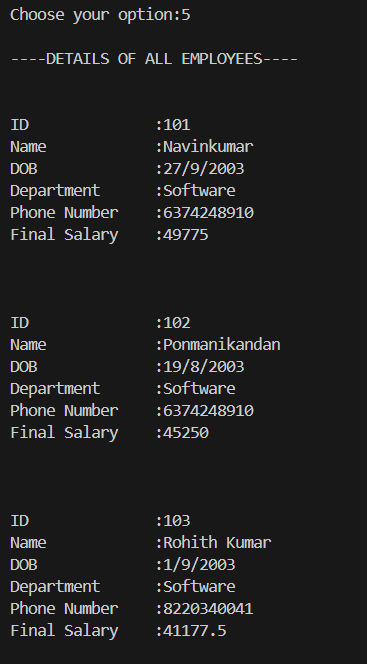 Choose your option:5
----DETAILS OF ALL EMPLOYEES----
ID :101
Name :Navinkumar
DOB :27/9/2003
Department :Software
Phone Number :6374248910
Final Salary :49775
ID :102
Name :Ponmanikandan
DOB :19/8/2003
Department :Software
Phone Number :6374248910
Final Salary :45250
ID :103
Name :Rohith Kumar
DOB :1/9/2003
Department :Software
Phone Number :8220340041
Final Salary :41177.5